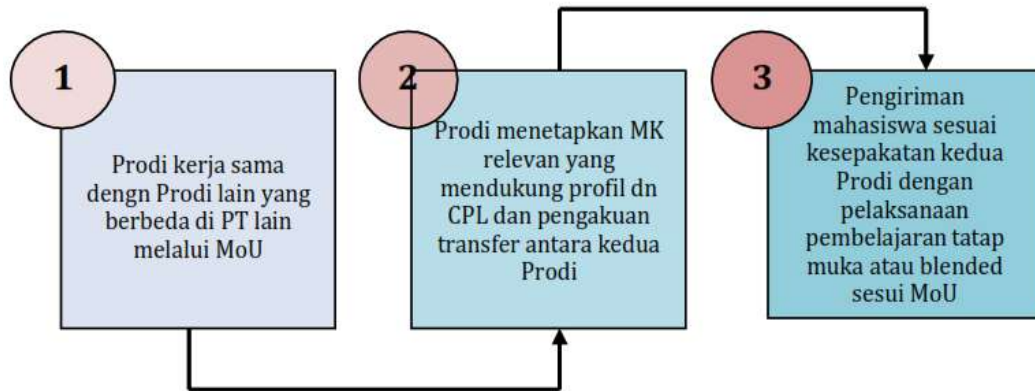 1
Prodi kerja sama
dengn Prodi lain yang
berbeda di PT lain
melalui MoU
2
Prodi menetapkan MK
relevan yang
mendukung profil dn
CPL dan pengakuan
transfer antara kedua
Prodi
3
Pengiriman
mahasiswa sesuai
kesepakatan kedua
Prodi dengan
pelaksanaan
pembelajaran tatap
muka atau blended
sesui MoU